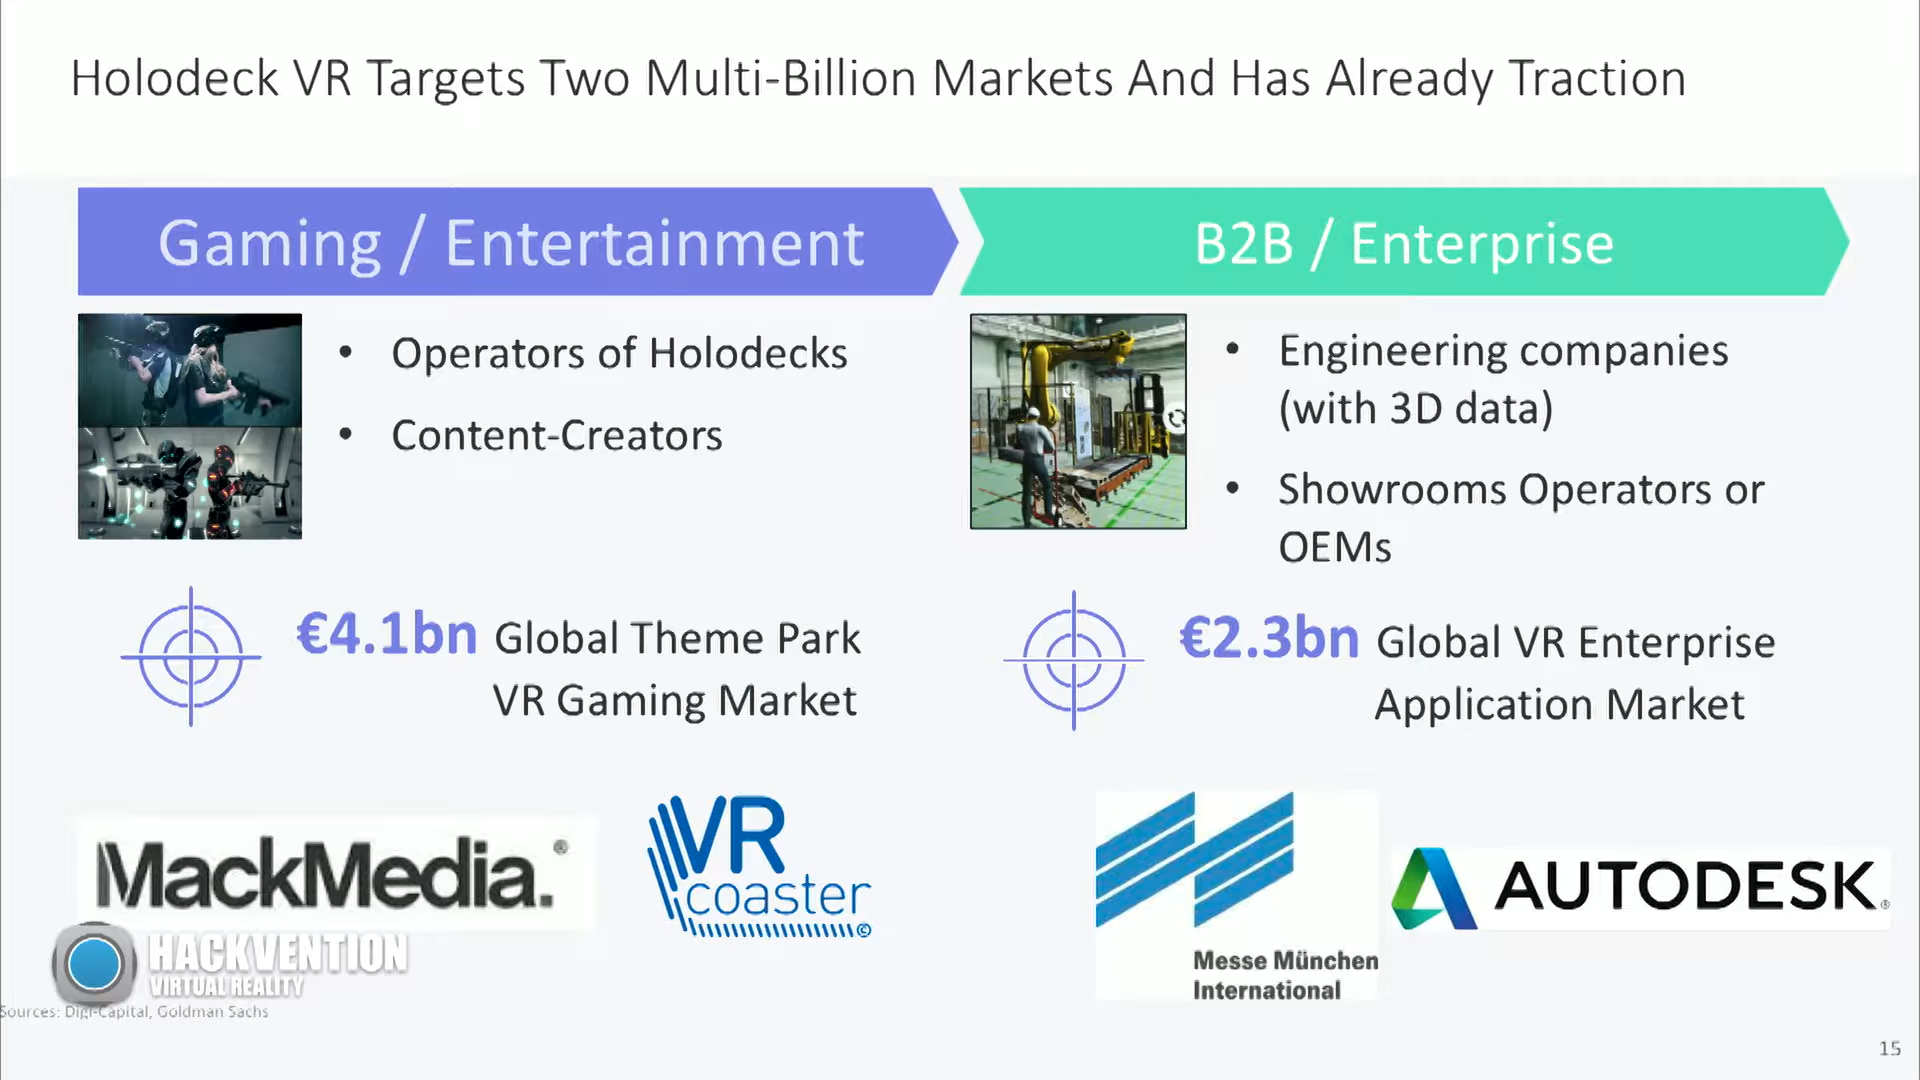 Holodeck VR Targets Two Multi-Billion Markets And Has Already Traction
Gaming / Entertainment
• Operators of Holodecks
• Content-Creators
€4.1bn Global Theme Park
VR Gaming Market
MackMedia.®
VR
coaster
©
B2B / Enterprise
• Engineering companies
(with 3D data)
• Showrooms Operators or
OEMs
€2.3bn Global VR Enterprise
Application Market
Messe München
International
AUTODESK®
HACKVENTION
VIRTUAL REALITY
Sources: Digi-Capital, Goldman Sachs
15